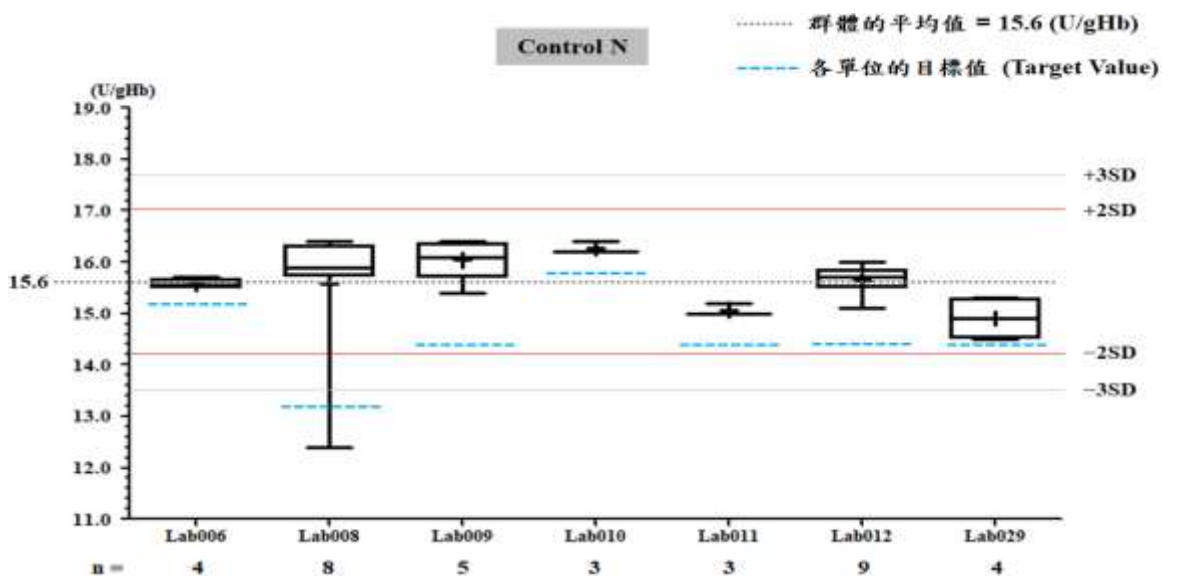 群體的平均值 = 15.6 (U/gHb)
Control N
各單位的目標值 (Target Value)
(U/gHb)
19.0
18.0
+3SD
17.0
+2SD
16.0
15.6
15.0
−2SD
14.0
−3SD
13.0
12.0
11.0
Lab006 Lab008 Lab009 Lab010 Lab011 Lab012 Lab029
n = 4 8 5 3 3 9 4